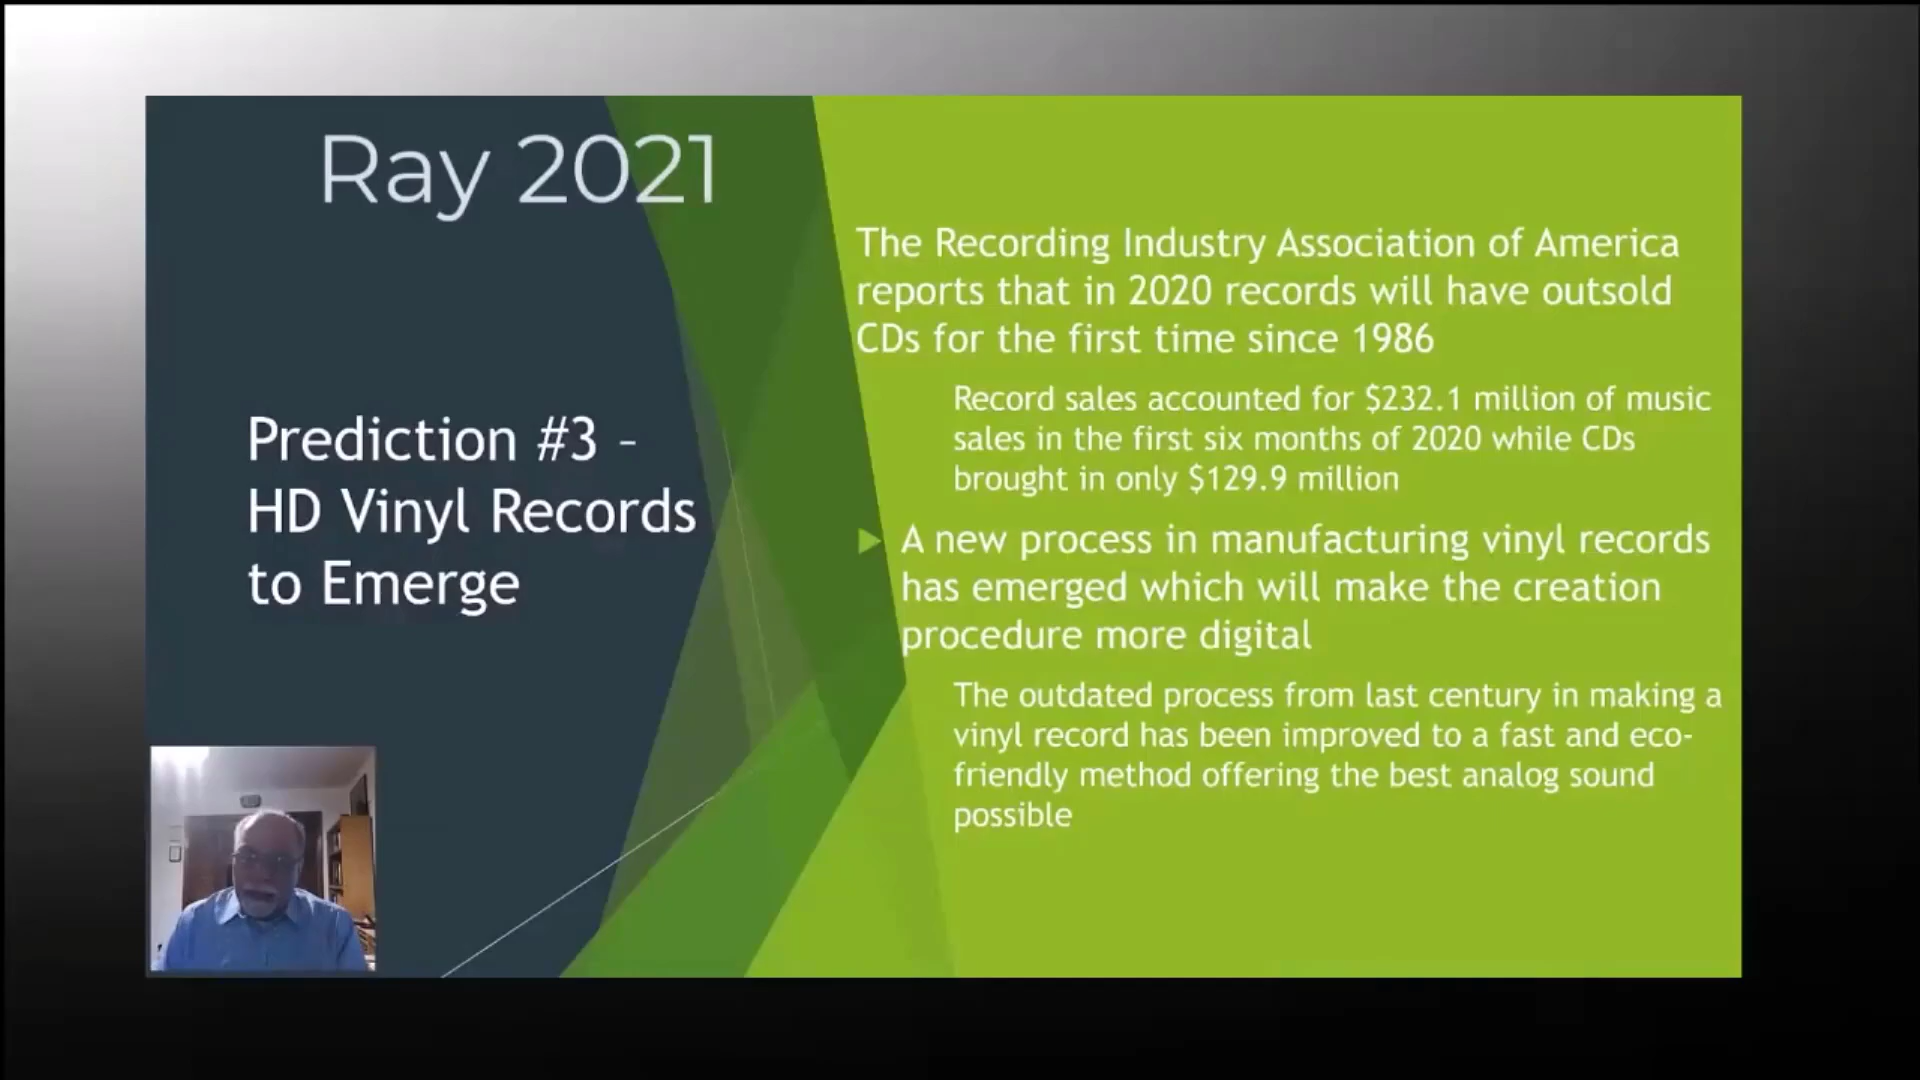 Ray 2021
Prediction #3 –
HD Vinyl Records
to Emerge
The Recording Industry Association of America
reports that in 2020 records will have outsold
CDs for the first time since 1986
Record sales accounted for $232.1 million of music
sales in the first six months of 2020 while CDs
brought in only $129.9 million
A new process in manufacturing vinyl records
has emerged which will make the creation
procedure more digital
The outdated process from last century in making a
vinyl record has been improved to a fast and eco-
friendly method offering the best analog sound
possible